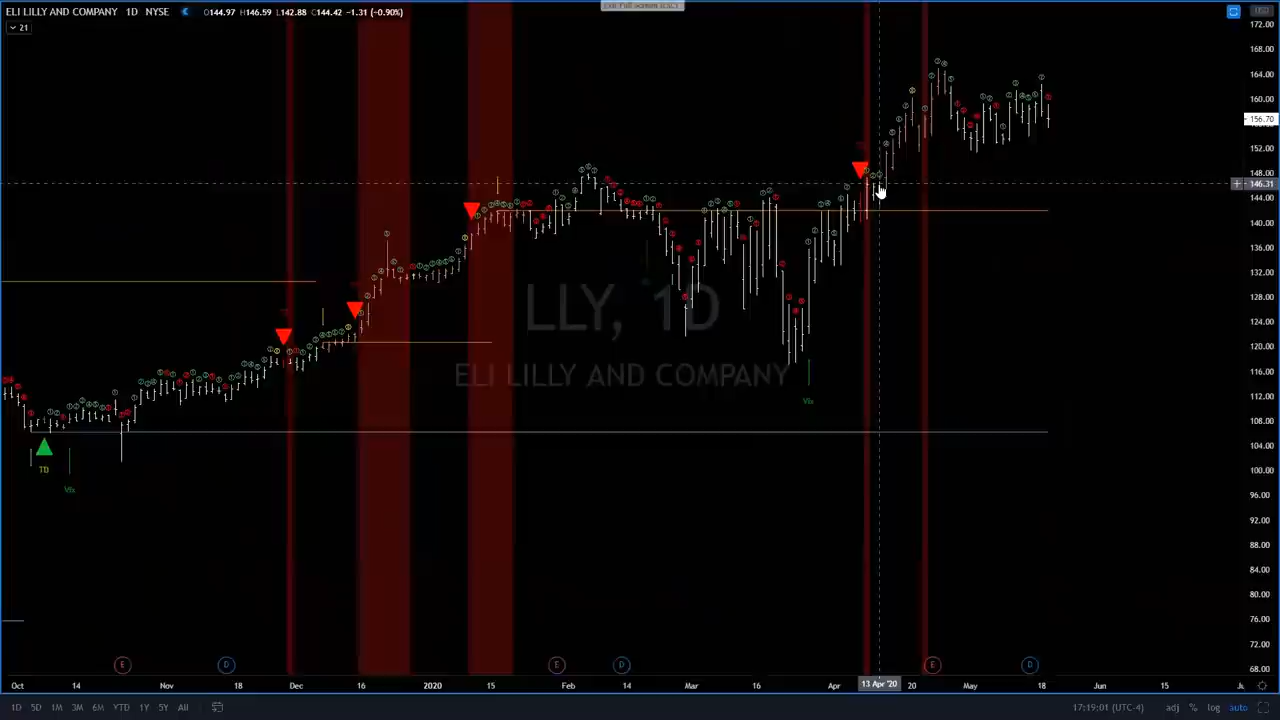 Exit Full Screen (Esc)
ELI LILLY AND COMPANY 1D NYSE O144.97 H146.59 L142.88 C144.42 −1.31 (−0.90%)
21
172.00
168.00
164.00
160.00
156.70
152.00
148.00
146.31
144.00
140.00
136.00
132.00
128.00
124.00
120.00
116.00
112.00
108.00
104.00
100.00
96.00
92.00
88.00
84.00
80.00
76.00
72.00
68.00
LLY, 1D
ELI LILLY AND COMPANY
TD
Vix
Vix
E D E D E D
Oct 14 Nov 18 Dec 16 2020 15 Feb 14 Mar 16 Apr 13 Apr '20 20 May 18 Jun 15
1D 5D 1M 3M 6M YTD 1Y 5Y All 17:19:01 (UTC-4) adj % log auto